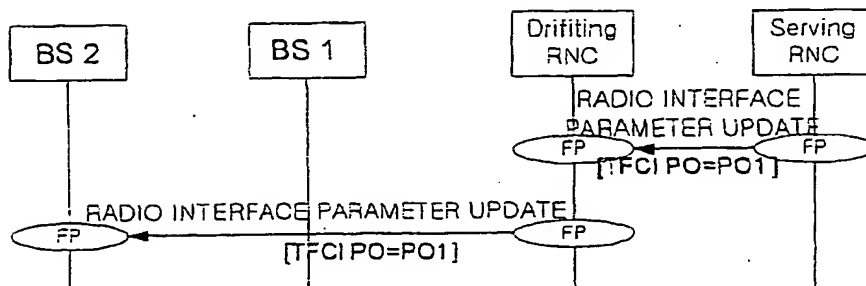 BS 2
BS 1
Drifiting
RNC
Serving
RNC
RADIO INTERFACE
PARAMETER UPDATE
FP
FP
[TFCI PO=PO1]
RADIO INTERFACE PARAMETER UPDATE
FP
FP
[TFCI PO=PO1]